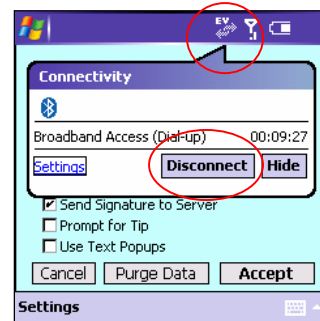 EV
Connectivity
Broadband Access (Dial-up) 00:09:27
Settings Disconnect Hide
Send Signature to Server
Prompt for Tip
Use Text Popups
Cancel Purge Data Accept
Settings